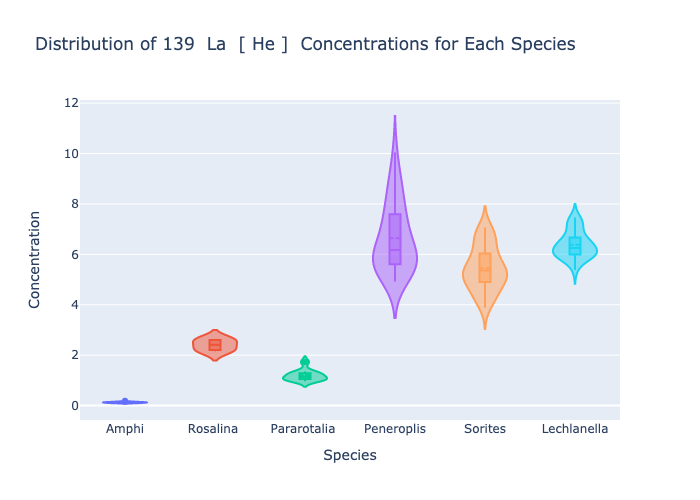 Distribution of 139  La  [ He ]  Concentrations for Each Species
12
10
8
6
4
2
0
Concentration
Amphi Rosalina Pararotalia Peneroplis Sorites Lechlanella
Species